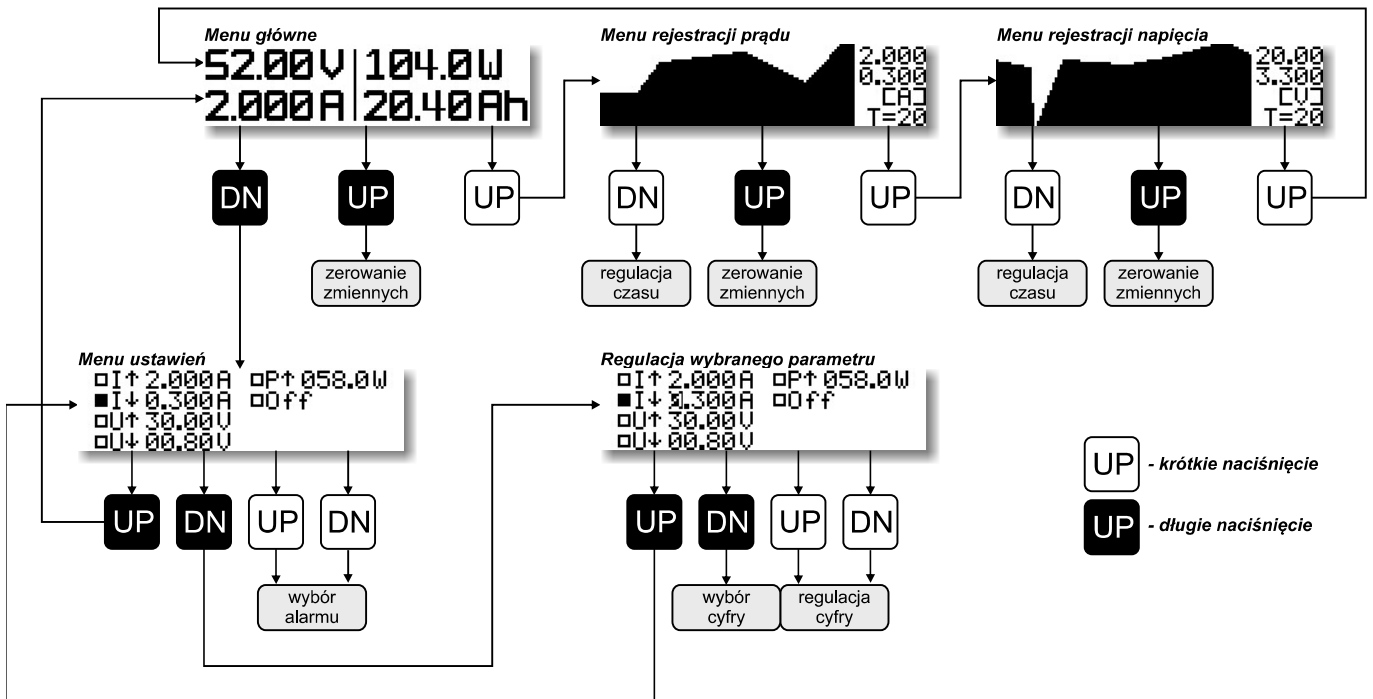 Menu główne
52.00V 104.0W
2.000A 20.40Ah
Menu rejestracji prądu
2.000
0.300
[A]
T=20
Menu rejestracji napięcia
20.00
3.300
[V]
T=20
DN UP UP DN UP UP DN UP UP
zerowanie
zmiennych
regulacja
czasu
zerowanie
zmiennych
regulacja
czasu
zerowanie
zmiennych
Menu ustawień
I↑ 2.000A P↑ 058.0W
I↓ 0.300A Off
U↑ 30.00V
U↓ 00.80V
Regulacja wybranego parametru
I↑ 2.000A P↑ 058.0W
I↓ 0.300A Off
U↑ 30.00V
U↓ 00.80V
UP DN UP DN
UP DN UP DN
wybór
alarmu
wybór
cyfry
regulacja
cyfry
UP - krótkie naciśnięcie
UP - długie naciśnięcie